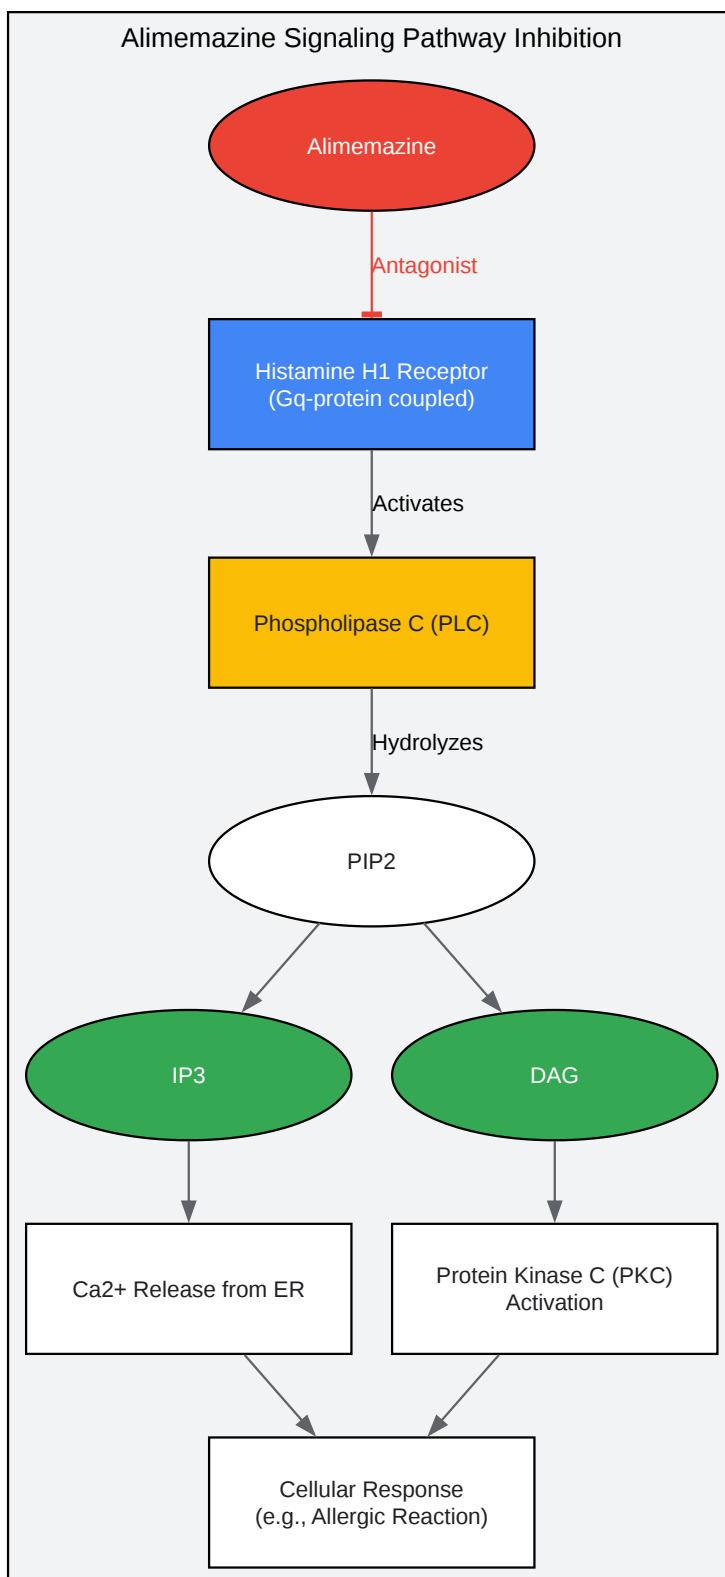 Alimemazine Signaling Pathway Inhibition
Alimemazine
Antagonist
Histamine H1 Receptor
(Gq-protein coupled)
Activates
Phospholipase C (PLC)
Hydrolyzes
PIP2
IP3
DAG
Ca2+ Release from ER
Protein Kinase C (PKC)
Activation
Cellular Response
(e.g., Allergic Reaction)